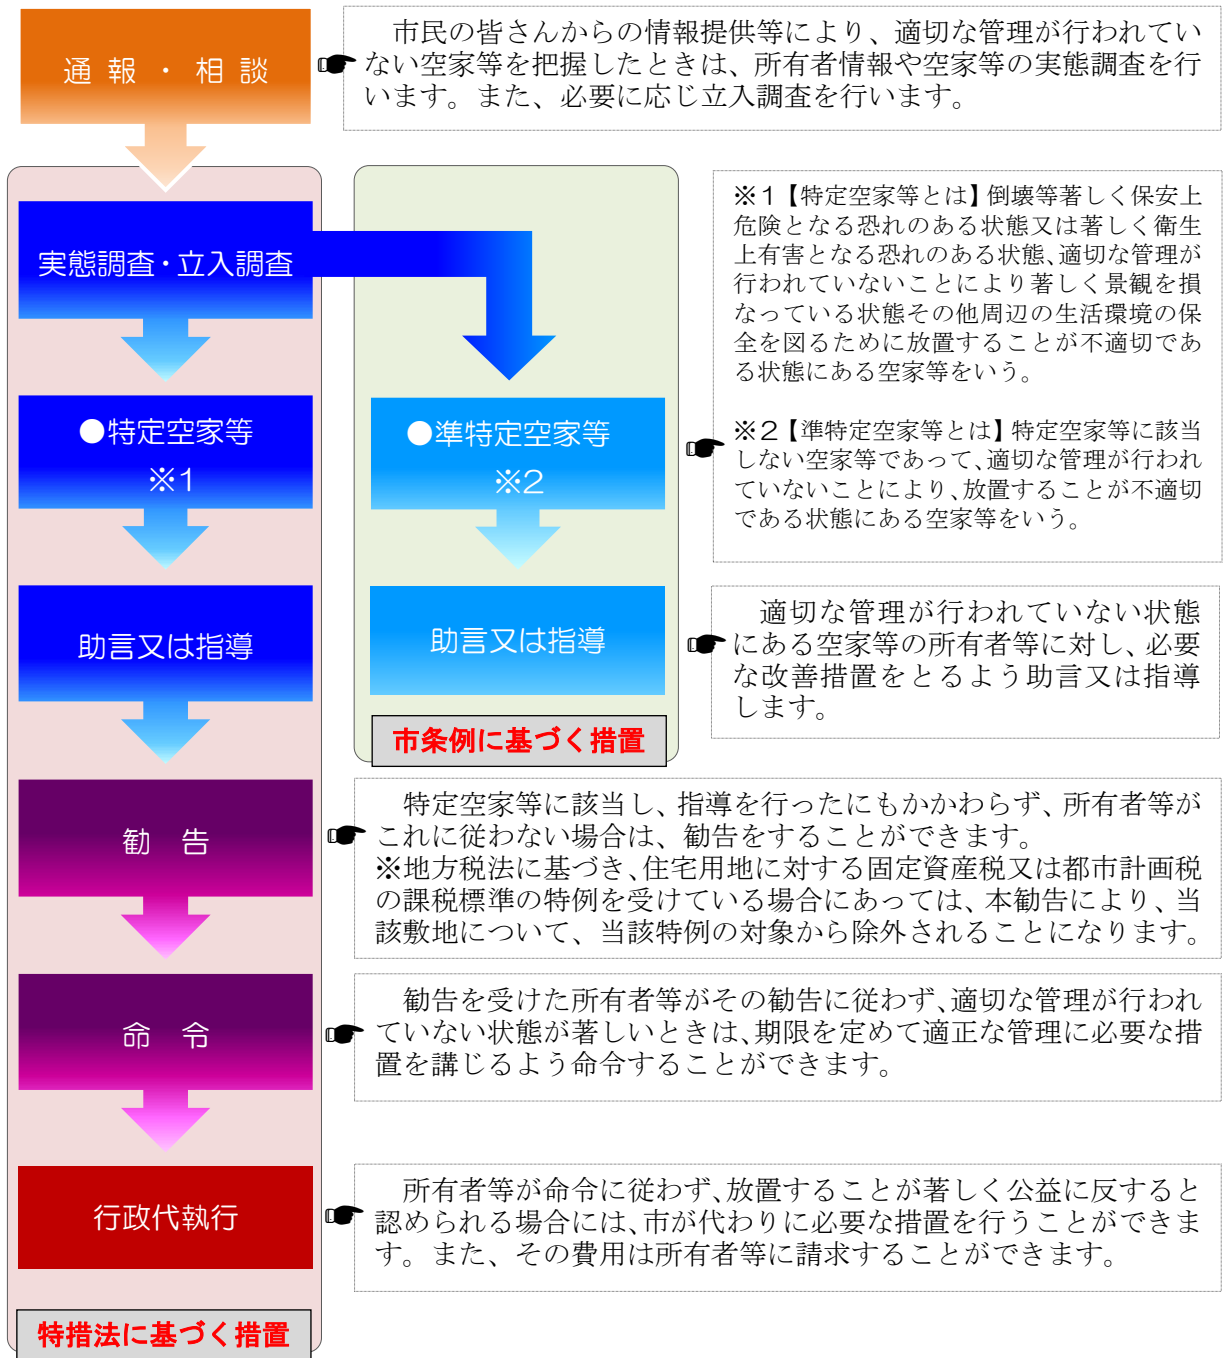 通報・相談
市民の皆さんからの情報提供等により、適切な管理が行われてい
ない空家等を把握したときは、所有者情報や空家等の実態調査を行
います。また、必要に応じ立入調査を行います。
実態調査・立入調査
※1【特定空家等とは】倒壊等著しく保安上
危険となる恐れのある状態又は著しく衛生
上有害となる恐れのある状態、適切な管理が
行われていないことにより著しく景観を損
なっている状態その他周辺の生活環境の保
全を図るために放置することが不適切であ
る状態にある空家等をいう。
●特定空家等
※1
●準特定空家等
※2
※2【準特定空家等とは】特定空家等に該当
しない空家等であって、適切な管理が行われ
ていないことにより、放置することが不適切
である状態にある空家等をいう。
助言又は指導
助言又は指導
適切な管理が行われていない状態
にある空家等の所有者等に対し、必要
な改善措置をとるよう助言又は指導
します。
市条例に基づく措置
勧告
特定空家等に該当し、指導を行ったにもかかわらず、所有者等が
これに従わない場合は、勧告をすることができます。
※地方税法に基づき、住宅用地に対する固定資産税又は都市計画税
の課税標準の特例を受けている場合にあっては、本勧告により、当
該敷地について、当該特例の対象から除外されることになります。
命令
勧告を受けた所有者等がその勧告に従わず、適切な管理が行われ
ていない状態が著しいときは、期限を定めて適正な管理に必要な措
置を講じるよう命令することができます。
行政代執行
所有者等が命令に従わず、放置することが著しく公益に反すると
認められる場合には、市が代わりに必要な措置を行うことができま
す。また、その費用は所有者等に請求することができます。
特措法に基づく措置